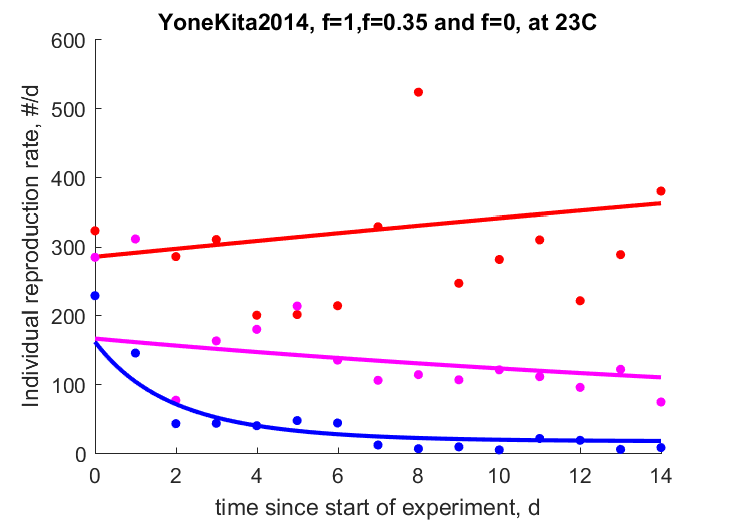 YoneKita2014, f=1,f=0.35 and f=0, at 23C
Individual reproduction rate, #/d
600
500
400
300
200
100
0
0 2 4 6 8 10 12 14
time since start of experiment, d